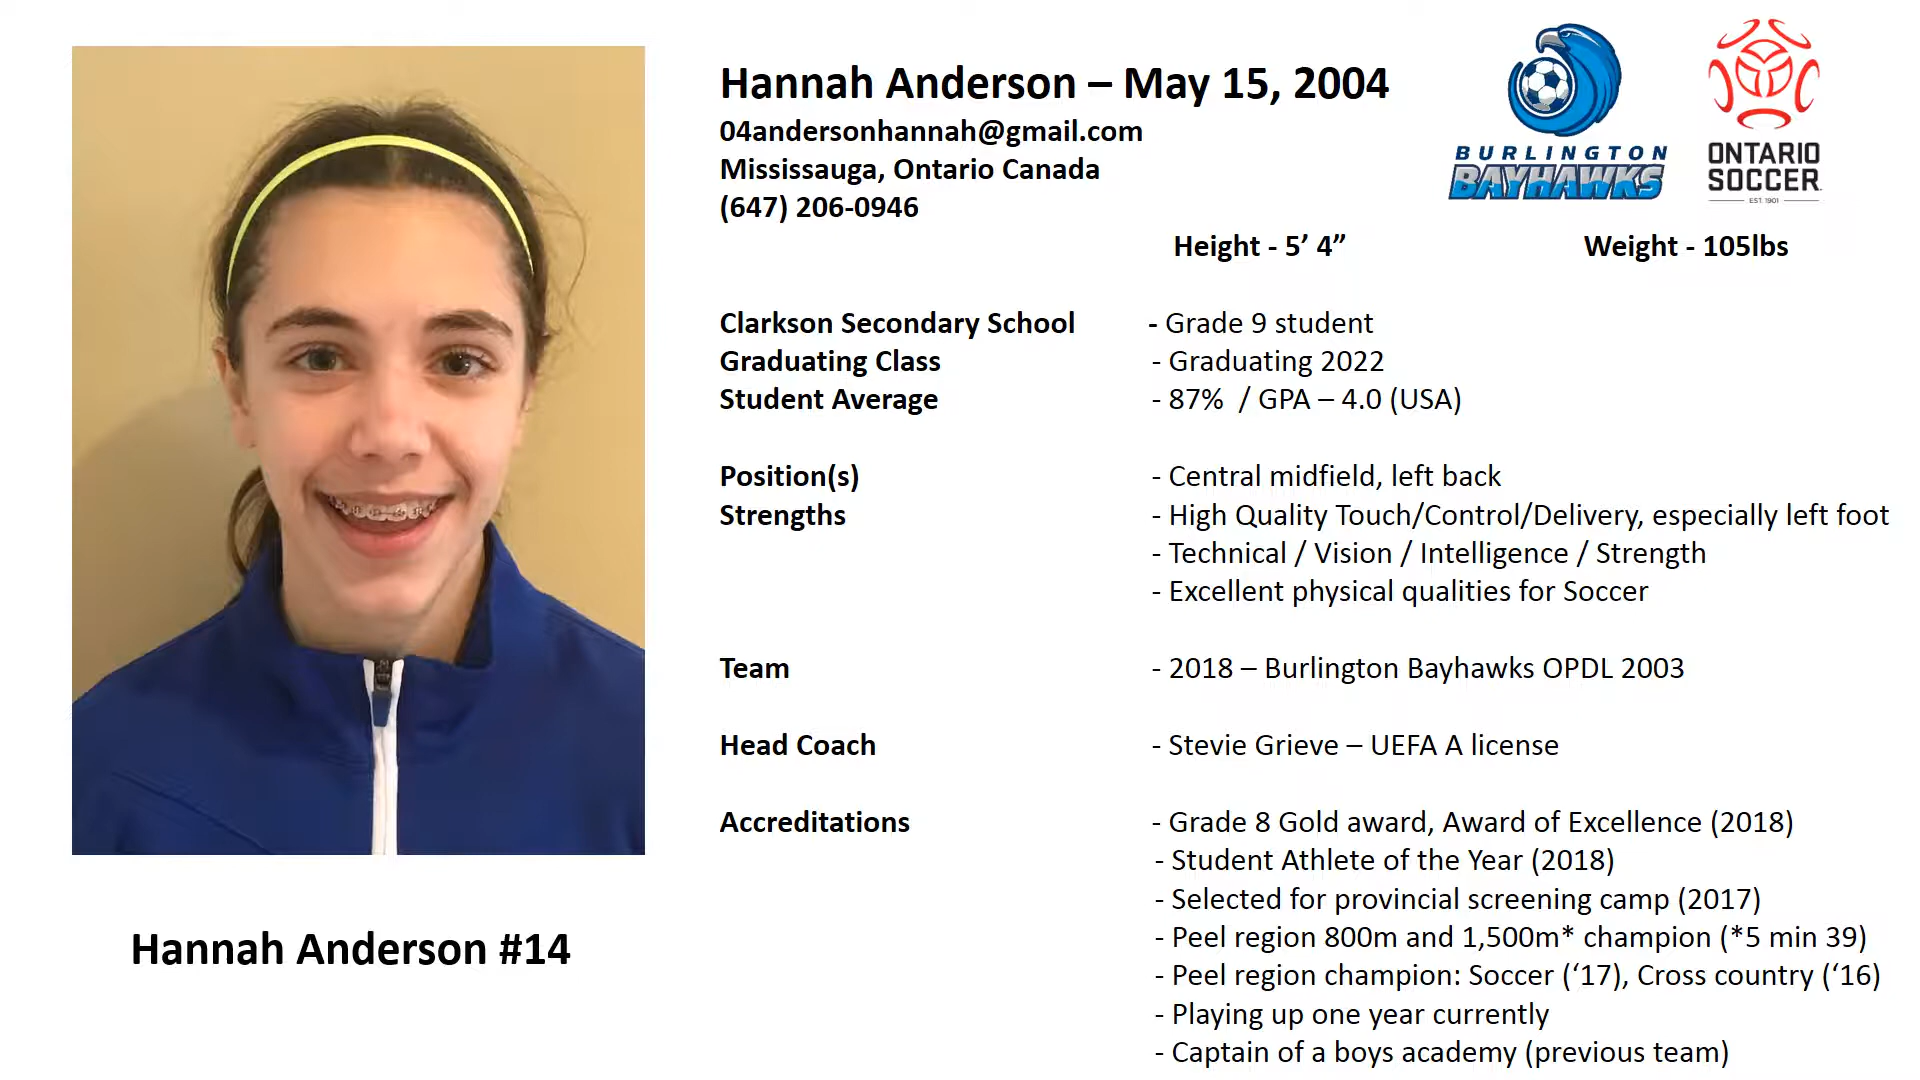 Hannah Anderson – May 15, 2004
04andersonhannah@gmail.com
Mississauga, Ontario Canada
(647) 206-0946
BURLINGTON
BAYHAWKS
ONTARIO
SOCCER
EST. 1901
Height - 5’ 4” Weight - 105lbs
Clarkson Secondary School - Grade 9 student
Graduating Class - Graduating 2022
Student Average - 87% / GPA – 4.0 (USA)
Position(s) - Central midfield, left back
Strengths - High Quality Touch/Control/Delivery, especially left foot
- Technical / Vision / Intelligence / Strength
- Excellent physical qualities for Soccer
Team - 2018 – Burlington Bayhawks OPDL 2003
Head Coach - Stevie Grieve – UEFA A license
Accreditations - Grade 8 Gold award, Award of Excellence (2018)
- Student Athlete of the Year (2018)
- Selected for provincial screening camp (2017)
- Peel region 800m and 1,500m* champion (*5 min 39)
- Peel region champion: Soccer (‘17), Cross country (‘16)
- Playing up one year currently
- Captain of a boys academy (previous team)
Hannah Anderson #14